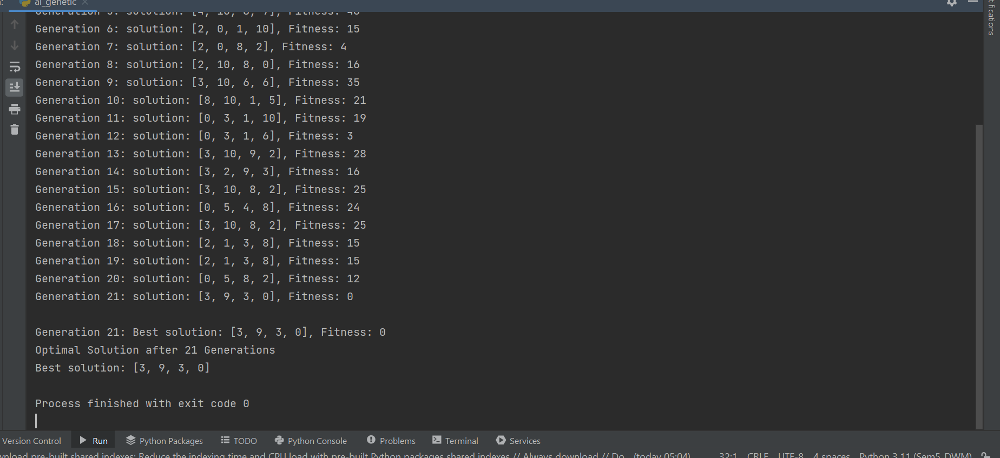 ai_genetic
Generation 6: solution: [2, 0, 1, 10], Fitness: 15
Generation 7: solution: [2, 0, 8, 2], Fitness: 4
Generation 8: solution: [2, 10, 8, 0], Fitness: 16
Generation 9: solution: [3, 10, 6, 6], Fitness: 35
Generation 10: solution: [8, 10, 1, 5], Fitness: 21
Generation 11: solution: [0, 3, 1, 10], Fitness: 19
Generation 12: solution: [0, 3, 1, 6], Fitness: 3
Generation 13: solution: [3, 10, 9, 2], Fitness: 28
Generation 14: solution: [3, 2, 9, 3], Fitness: 16
Generation 15: solution: [3, 10, 8, 2], Fitness: 25
Generation 16: solution: [0, 5, 4, 8], Fitness: 24
Generation 17: solution: [3, 10, 8, 2], Fitness: 25
Generation 18: solution: [2, 1, 3, 8], Fitness: 15
Generation 19: solution: [2, 1, 3, 8], Fitness: 15
Generation 20: solution: [0, 5, 8, 2], Fitness: 12
Generation 21: solution: [3, 9, 3, 0], Fitness: 0
Generation 21: Best solution: [3, 9, 3, 0], Fitness: 0
Optimal Solution after 21 Generations
Best solution: [3, 9, 3, 0]
Process finished with exit code 0
tifications
Version Control Run Python Packages TODO Python Console Problems Terminal Services
wnload pre-built shared indexes: Reduce the indexing time and CPU load with pre-built Python packages shared indexes // Always download // Do... (today 05:04) 32:1 CRLF UTF-8 4 spaces Python 3.11 (Sem5_DWM)